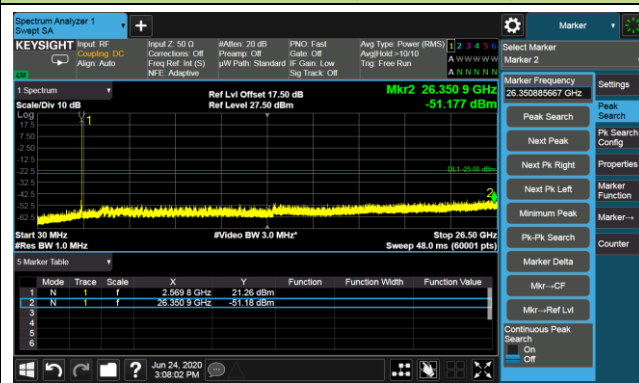 Spectrum Analyzer 1
Swept SA
+
Marker
KEYSIGHT
Input: RF
Coupling: DC
Align: Auto
Input Z: 50 Ω
Corrections: Off
Freq Ref: Int (S)
NFE: Adaptive
#Atten: 20 dB
Preamp: Off
µW Path: Standard
PNO: Fast
Gate: Off
IF Gain: Low
Sig Track: Off
Avg Type: Power (RMS)
Avg|Hold:>10/10
Trig: Free Run
1 2 3 4 5 6
A W W W W W
A N N N N N
LXI
Select Marker
Marker 2
1 Spectrum
Scale/Div 10 dB
Log
Ref Lvl Offset 17.50 dB
Ref Level 27.50 dBm
Mkr2 26.350 9 GHz
-51.177 dBm
17.5
7.50
-2.50
-12.5
-22.5
-32.5
-42.5
-52.5
-62.5
1
DL1 -25.00 dBm
2
Start 30 MHz
#Res BW 1.0 MHz
#Video BW 3.0 MHz*
Stop 26.50 GHz
Sweep 48.0 ms (60001 pts)
5 Marker Table
Mode Trace Scale X Y Function Function Width Function Value
1 N 1 f 2.569 8 GHz 21.26 dBm
2 N 1 f 26.350 9 GHz -51.18 dBm
3
4
5
6
Marker Frequency
26.350885667 GHz
Peak Search
Next Peak
Next Pk Right
Next Pk Left
Minimum Peak
Pk-Pk Search
Marker Delta
Mkr→CF
Mkr→Ref Lvl
Continuous Peak
Search
On
Off
Settings
Peak
Search
Pk Search
Config
Properties
Marker
Function
Marker→
Counter
?
Jun 24, 2020
3:08:02 PM